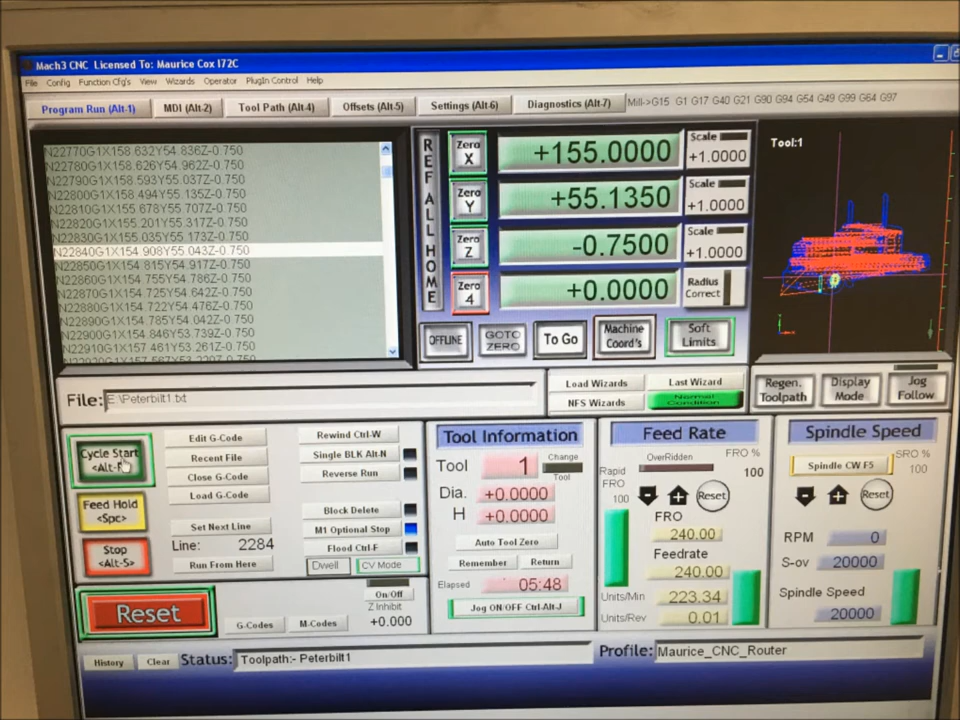 Mach3 CNC Licensed To: Maurice Cox I72C
File Config Function Cfg's View Wizards Operator PlugIn Control Help
Program Run (Alt-1) MDI (Alt-2) Tool Path (Alt-4) Offsets (Alt-5) Settings (Alt-6) Diagnostics (Alt-7) Mill->G15 G1 G17 G40 G21 G90 G94 G54 G49 G99 G64 G97
N22770G1X158.632Y54.836Z-0.750
N22780G1X158.626Y54.962Z-0.750
N22790G1X158.593Y55.037Z-0.750
N22800G1X158.494Y55.135Z-0.750
N22810G1X155.678Y55.707Z-0.750
N22820G1X155.201Y55.317Z-0.750
N22830G1X155.035Y55.173Z-0.750
N22840G1X154.908Y55.043Z-0.750
N22850G1X154.815Y54.917Z-0.750
N22860G1X154.755Y54.786Z-0.750
N22870G1X154.725Y54.642Z-0.750
N22880G1X154.722Y54.476Z-0.750
N22890G1X154.785Y54.042Z-0.750
N22900G1X154.846Y53.739Z-0.750
N22910G1X157.461Y53.261Z-0.750
REF ALL HOME
Zero X +155.0000 Scale +1.0000
Zero Y +55.1350 Scale +1.0000
Zero Z -0.7500 Scale +1.0000
Zero 4 +0.0000 Radius Correct
OFFLINE GOTO ZERO To Go Machine Coord's Soft Limits
Tool:1
File: E:\Peterbilt1.txt
Load Wizards Last Wizard
NFS Wizards Normal Condition
Regen. Toolpath Display Mode Jog Follow
Cycle Start
Feed Hold
<Spc>
Stop
<Alt-S>
Reset
Edit G-Code
Recent File
Close G-Code
Load G-Code
Set Next Line
Line: 2284
Run From Here
Rewind Ctrl-W
Single BLK Alt-N
Reverse Run
Block Delete
M1 Optional Stop
Flood Ctrl-F
Dwell CV Mode
On/Off
Z Inhibit
+0.000
G-Codes M-Codes
Tool Information
Tool 1 Change Tool
Dia. +0.0000
H +0.0000
Auto Tool Zero
Remember Return
Elapsed 05:48
Jog ON/OFF Ctrl-Alt-J
Feed Rate
OverRidden FRO %
100
Rapid FRO
100
Reset
FRO
240.00
Feedrate
240.00
Units/Min 223.34
Units/Rev 0.01
Spindle Speed
Spindle CW F5 SRO %
100
Reset
RPM 0
S-ov 20000
Spindle Speed
20000
History Clear Status: Toolpath:- Peterbilt1 Profile: Maurice_CNC_Router